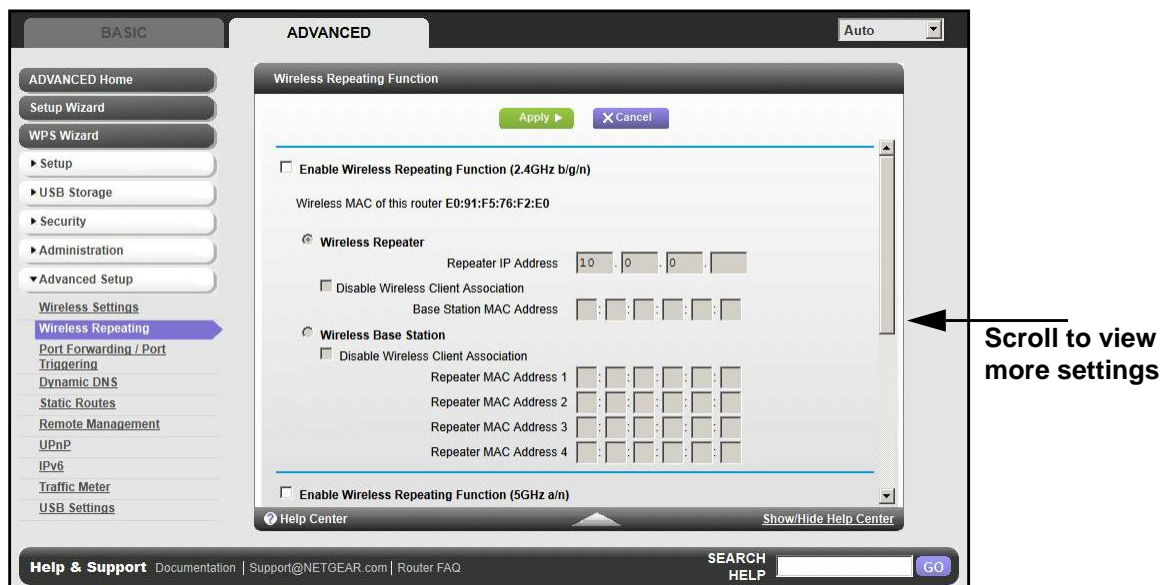 BASIC
ADVANCED
Auto
ADVANCED Home
Setup Wizard
WPS Wizard
Setup
USB Storage
Security
Administration
Advanced Setup
Wireless Settings
Wireless Repeating
Port Forwarding / Port
Triggering
Dynamic DNS
Static Routes
Remote Management
UPnP
IPv6
Traffic Meter
USB Settings
Wireless Repeating Function
Apply
X Cancel
Enable Wireless Repeating Function (2.4GHz b/g/n)
Wireless MAC of this router E0:91:F5:76:F2:E0
Wireless Repeater
Repeater IP Address 10 . 0 . 0 .
Disable Wireless Client Association
Base Station MAC Address : : : : :
Wireless Base Station
Disable Wireless Client Association
Repeater MAC Address 1 : : : : :
Repeater MAC Address 2 : : : : :
Repeater MAC Address 3 : : : : :
Repeater MAC Address 4 : : : : :
Enable Wireless Repeating Function (5GHz a/n)
? Help Center
Show/Hide Help Center
Help & Support Documentation | Support@NETGEAR.com | Router FAQ
SEARCH
HELP
GO
Scroll to view
more settings